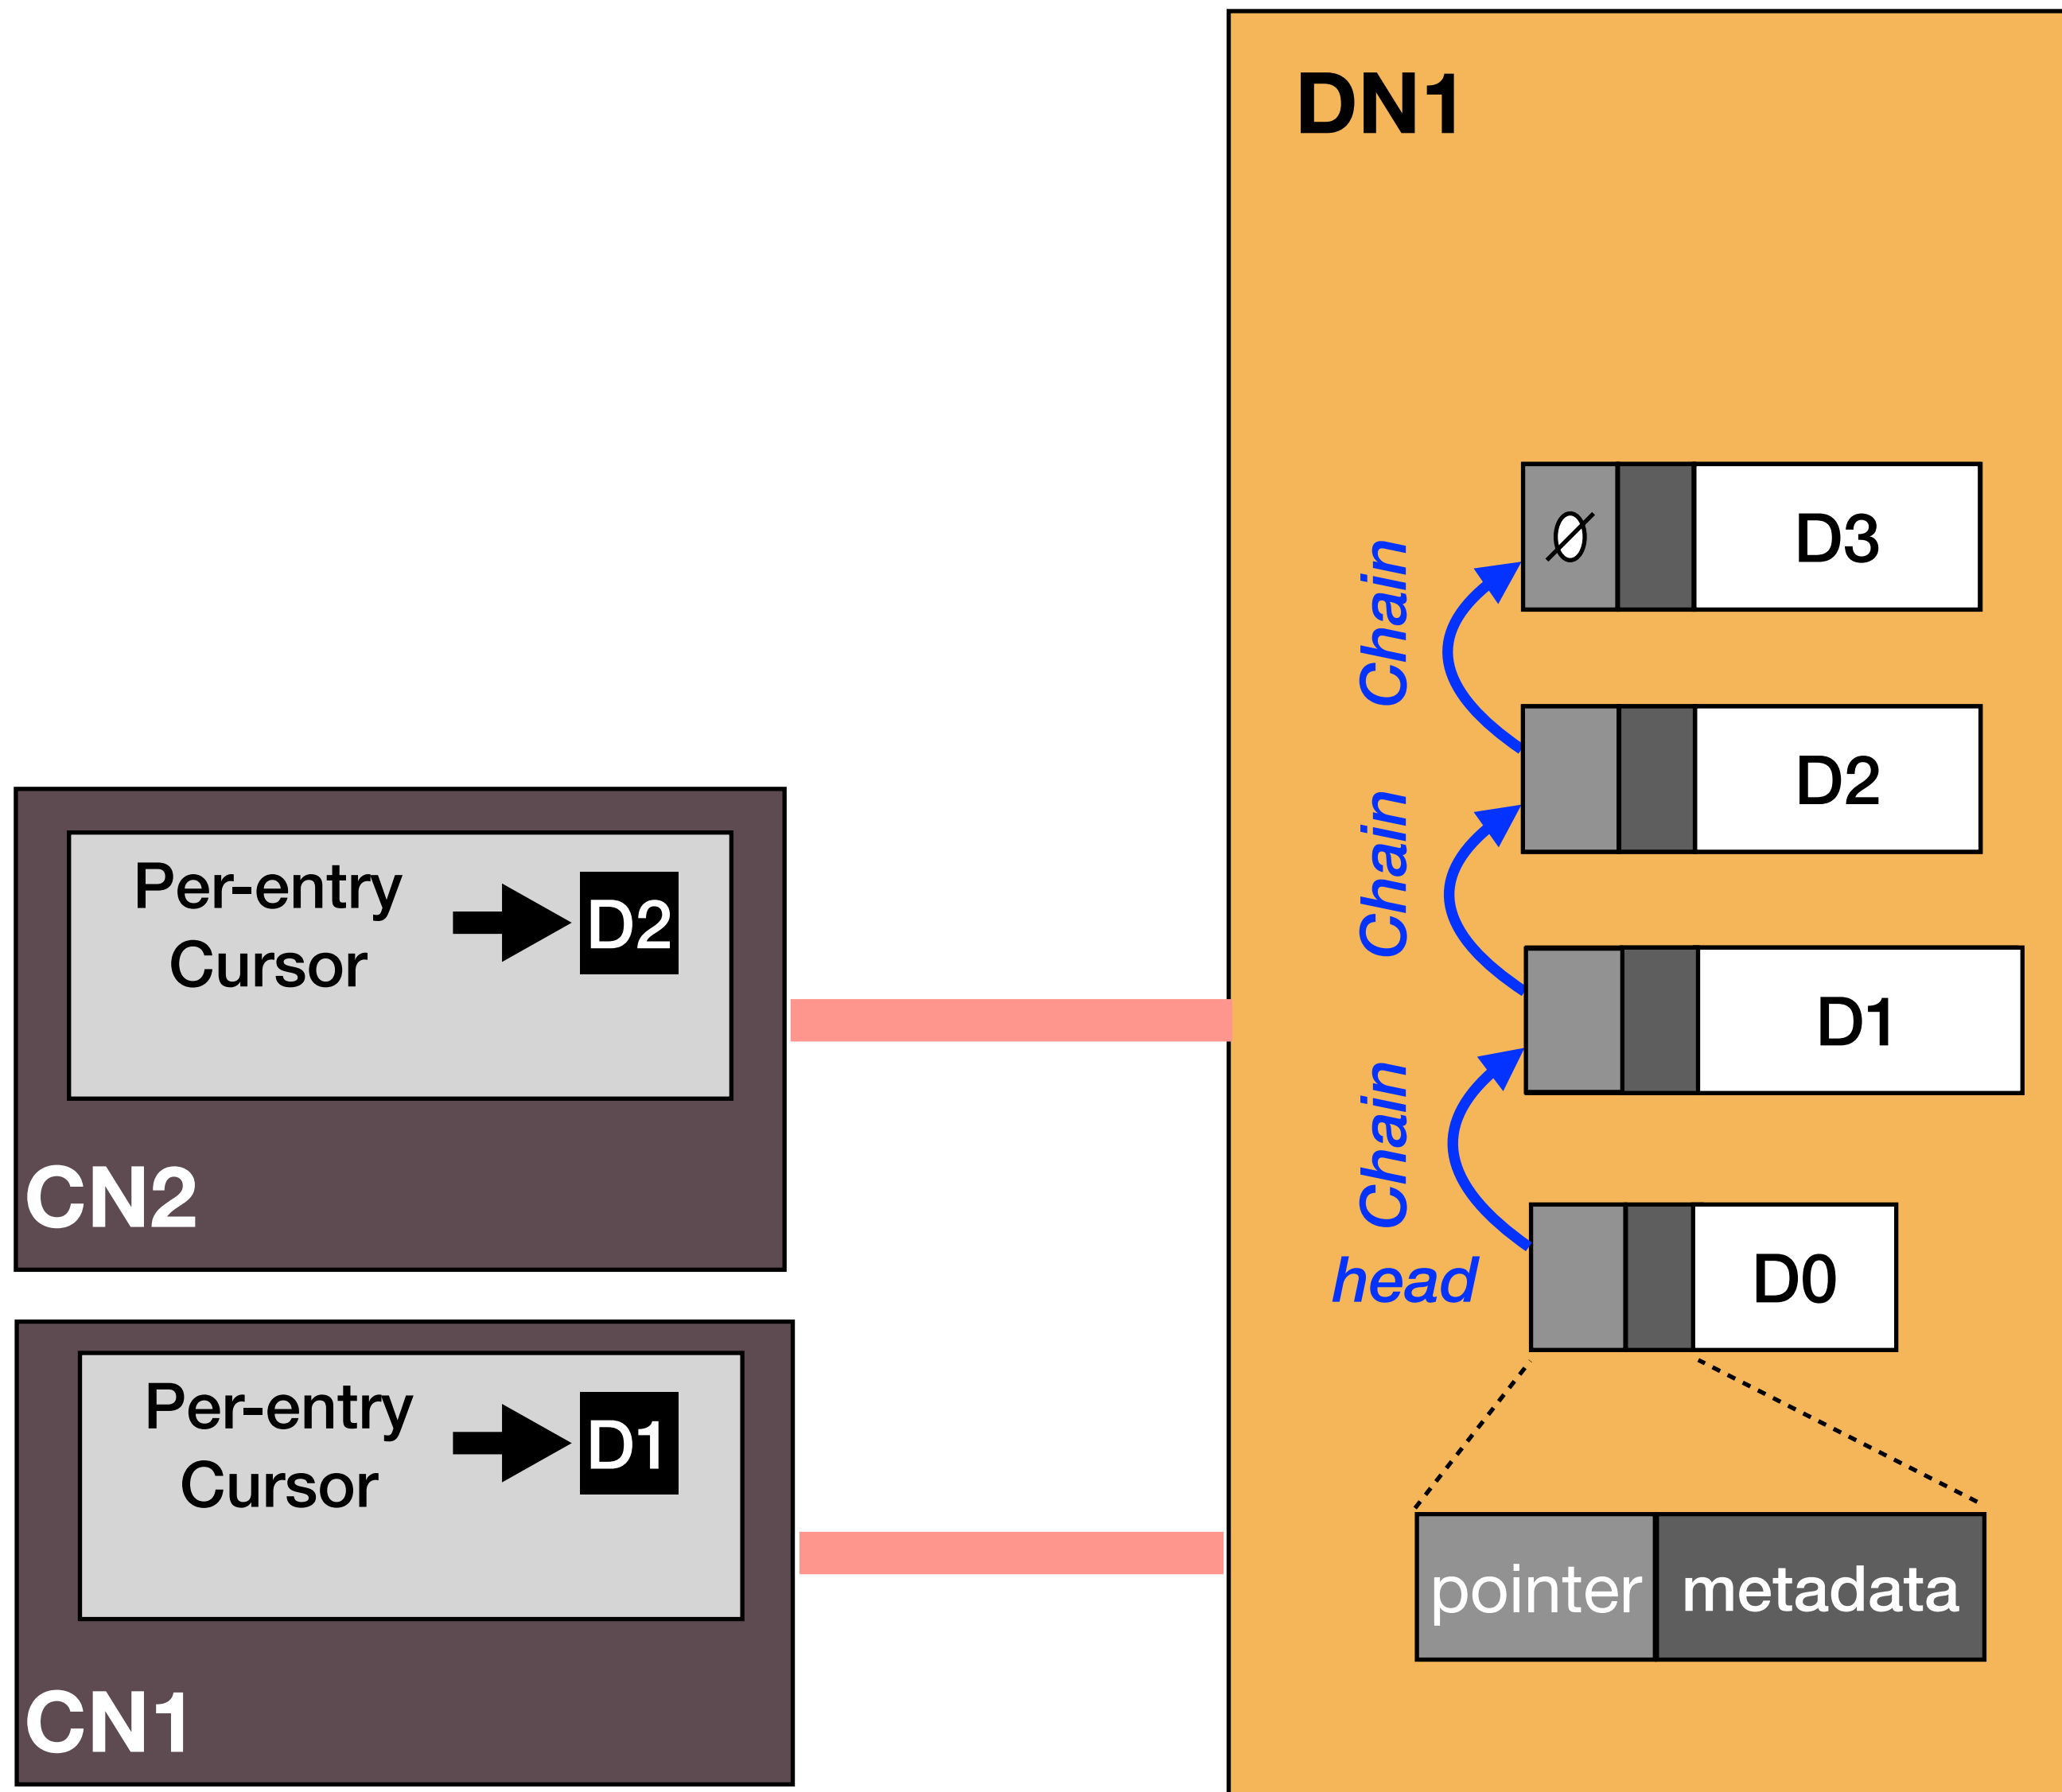 DN1
Chain
∅
D3
Chain
D2
Chain
D1
head
D0
pointer
metadata
Per-entry
Cursor
D2
CN2
Per-entry
Cursor
D1
CN1